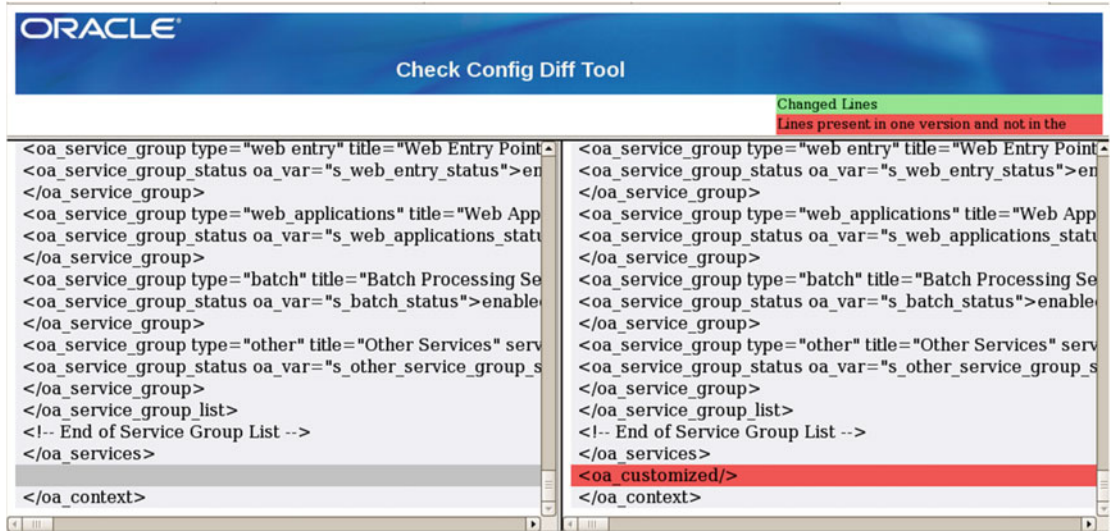 ORACLE
Check Config Diff Tool
Changed Lines
Lines present in one version and not in the
<oa_service_group type="web entry" title="Web Entry Point
<oa_service_group_status oa_var="s_web_entry_status">en
</oa_service_group>
<oa_service_group type="web_applications" title="Web App
<oa_service_group_status oa_var="s_web_applications_statu
</oa_service_group>
<oa_service_group type="batch" title="Batch Processing Se
<oa_service_group_status oa_var="s_batch_status">enable
</oa_service_group>
<oa_service_group type="other" title="Other Services" serv
<oa_service_group_status oa_var="s_other_service_group_s
</oa_service_group>
</oa_service_group_list>
<!-- End of Service Group List -->
</oa_services>
</oa_context>
<oa_service_group type="web entry" title="Web Entry Point
<oa_service_group_status oa_var="s_web_entry_status">en
</oa_service_group>
<oa_service_group type="web_applications" title="Web App
<oa_service_group_status oa_var="s_web_applications_statu
</oa_service_group>
<oa_service_group type="batch" title="Batch Processing Se
<oa_service_group_status oa_var="s_batch_status">enable
</oa_service_group>
<oa_service_group type="other" title="Other Services" serv
<oa_service_group_status oa_var="s_other_service_group_s
</oa_service_group>
</oa_service_group_list>
<!-- End of Service Group List -->
</oa_services>
<oa_customized/>
</oa_context>